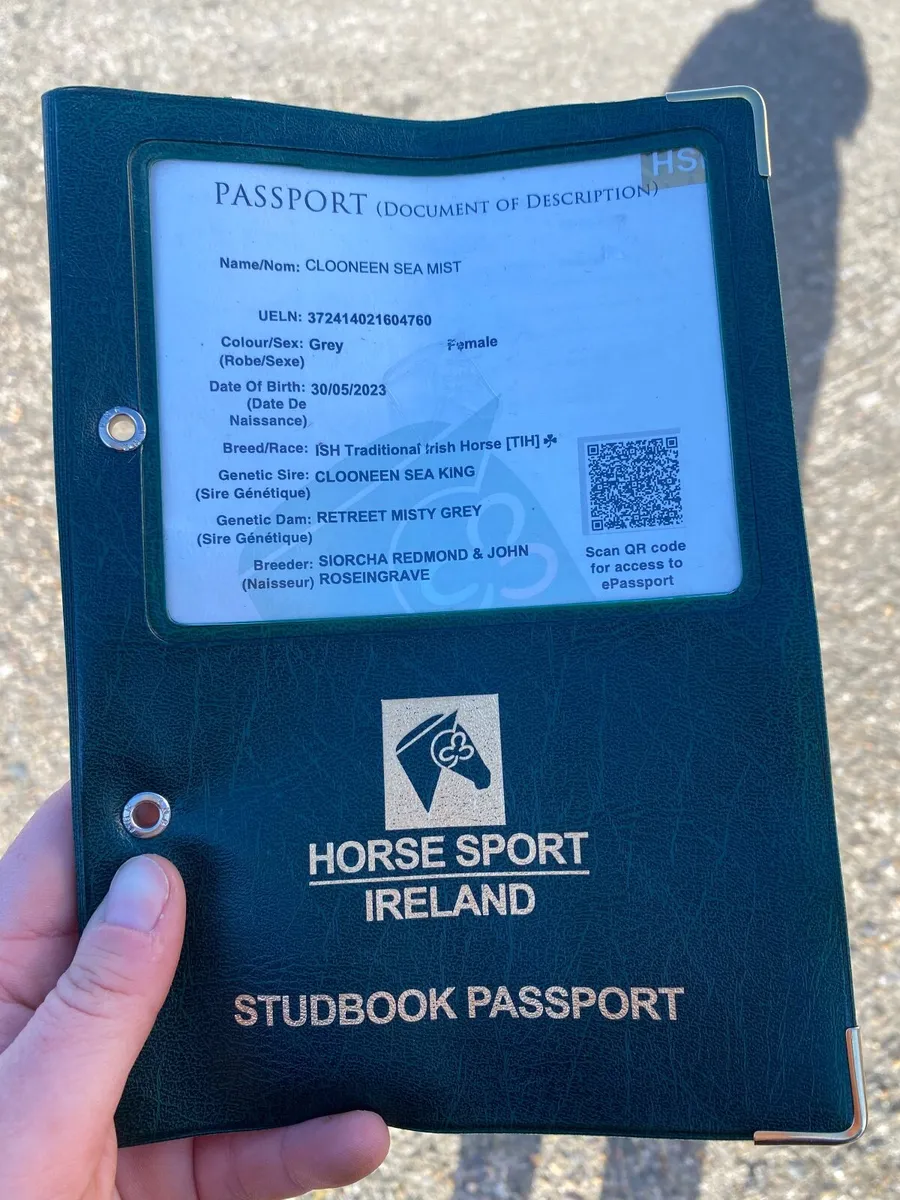 HS
PASSPORT (DOCUMENT OF DESCRIPTION)
Name/Nom: CLOONEEN SEA MIST
UELN: 372414021604760
Colour/Sex: Grey Female
(Robe/Sexe)
Date Of Birth: 30/05/2023
(Date De
Naissance)
Breed/Race: ISH Traditional Irish Horse [TIH] ☘
Genetic Sire: CLOONEEN SEA KING
(Sire Génétique)
Genetic Dam: RETREET MISTY GREY
(Sire Génétique)
Breeder: SIORCHA REDMOND & JOHN
(Naisseur) ROSEINGRAVE
Scan QR code
for access to
ePassport
HORSE SPORT
IRELAND
STUDBOOK PASSPORT